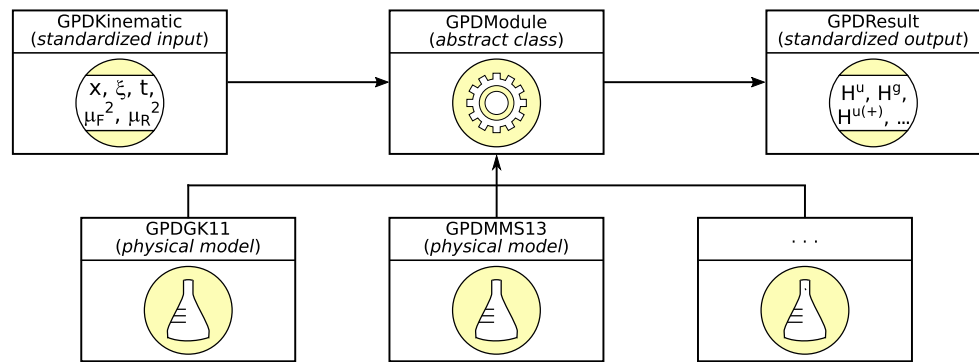 GPDKinematic
(standardized input)
x, ξ, t,
μF², μR²
GPDModule
(abstract class)
GPDResult
(standardized output)
Hᵘ, Hᵍ,
Hᵘ⁽⁺⁾, ...
GPDGK11
(physical model)
GPDMMS13
(physical model)
. . .